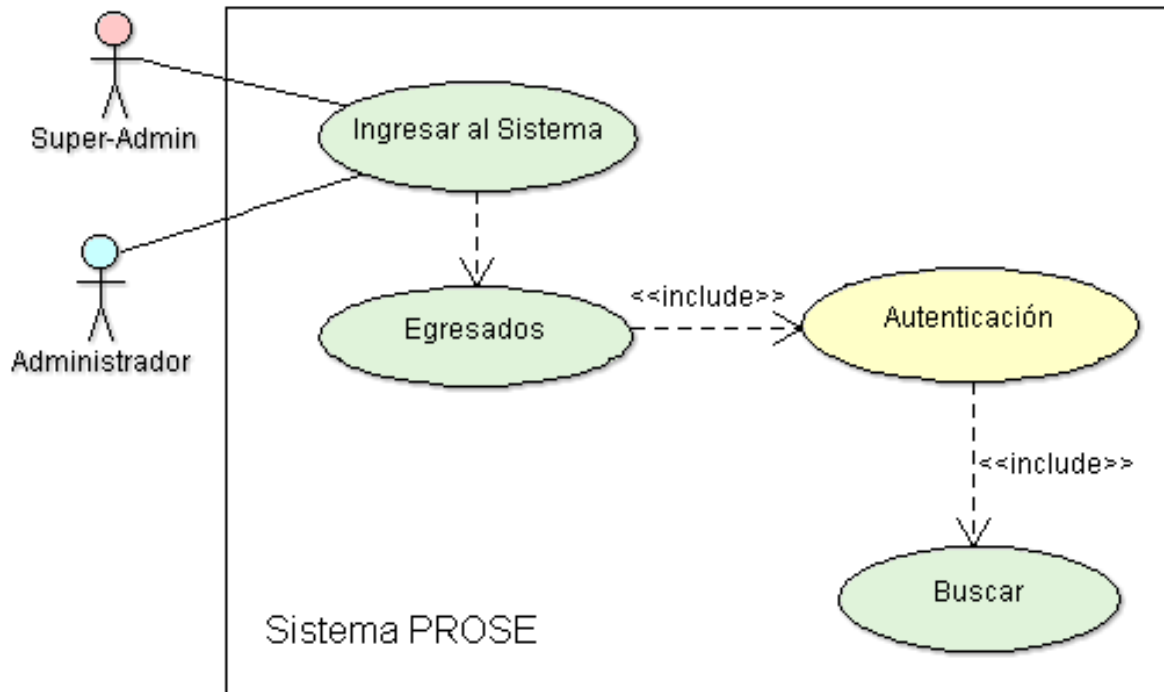 Super-Admin
Ingresar al Sistema
Administrador
Egresados
<<include>>
Autenticación
<<include>>
Buscar
Sistema PROSE